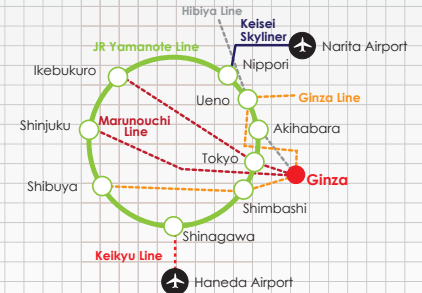 Hibiya Line
Keisei
Skyliner
JR Yamanote Line
Narita Airport
Nippori
Ikebukuro
Ueno
Ginza Line
Shinjuku
Marunouchi
Line
Akihabara
Tokyo
Ginza
Shibuya
Shimbashi
Shinagawa
Keikyu Line
Haneda Airport